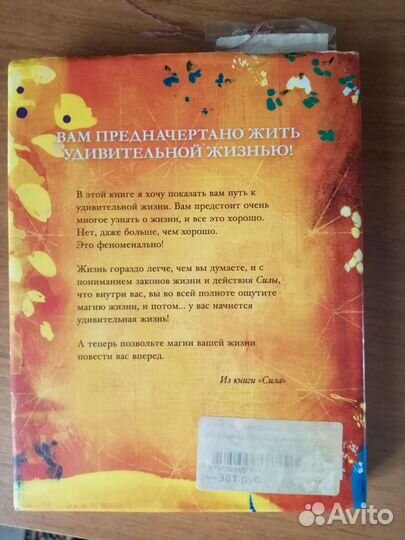 ВАМ ПРЕДНАЧЕРТАНО ЖИТЬ
УДИВИТЕЛЬНОЙ ЖИЗНЬЮ!
В этой книге я хочу показать вам путь к
удивительной жизни. Вам предстоит очень
многое узнать о жизни, и все это хорошо.
Нет, даже больше, чем хорошо.
Это феноменально!
Жизнь гораздо легче, чем вы думаете, и с
пониманием законов жизни и действия Силы,
что внутри вас, вы во всей полноте ощутите
магию жизни, и потом... у вас начнется
удивительная жизнь!
А теперь позвольте магии вашей жизни
повести вас вперед.
Из книги «Сила»
381 руб
Avito